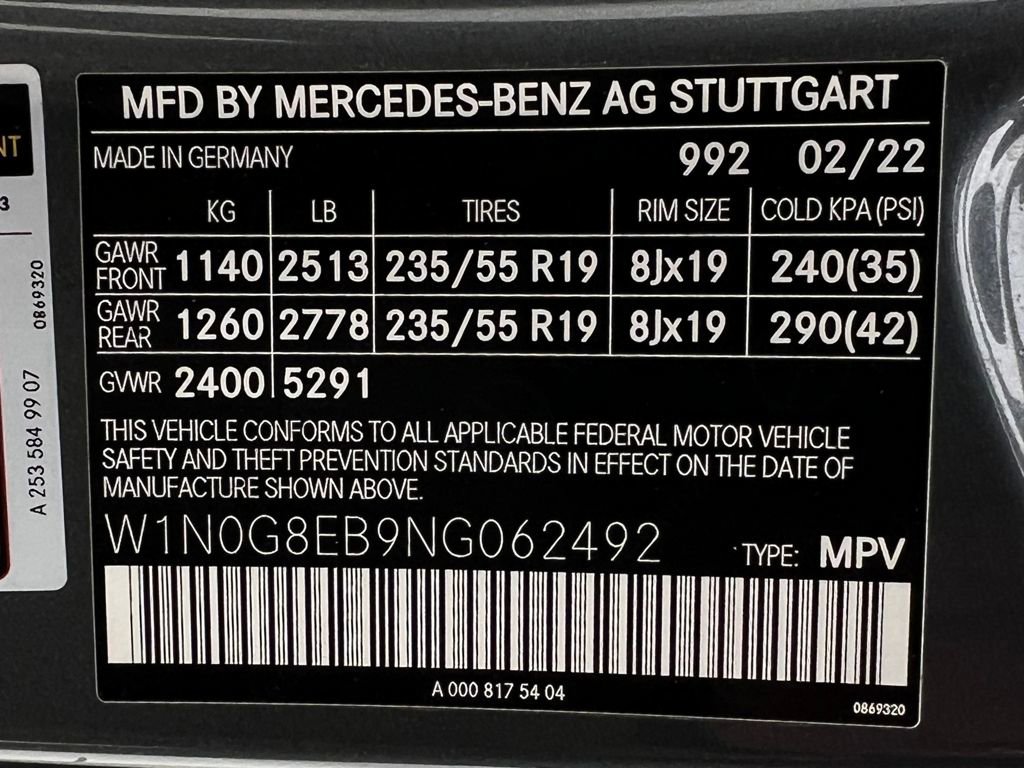 MFD BY MERCEDES-BENZ AG STUTTGART
MADE IN GERMANY 992 02/22
KG LB TIRES RIM SIZE COLD KPA (PSI)
GAWR FRONT 1140 2513 235/55 R19 8Jx19 240(35)
GAWR REAR 1260 2778 235/55 R19 8Jx19 290(42)
GVWR 2400 5291
THIS VEHICLE CONFORMS TO ALL APPLICABLE FEDERAL MOTOR VEHICLE
SAFETY AND THEFT PREVENTION STANDARDS IN EFFECT ON THE DATE OF
MANUFACTURE SHOWN ABOVE.
W1N0G8EB9NG062492 TYPE: MPV
A 000 817 54 04
0869320
NT
3
0869320
A 253 584 99 07